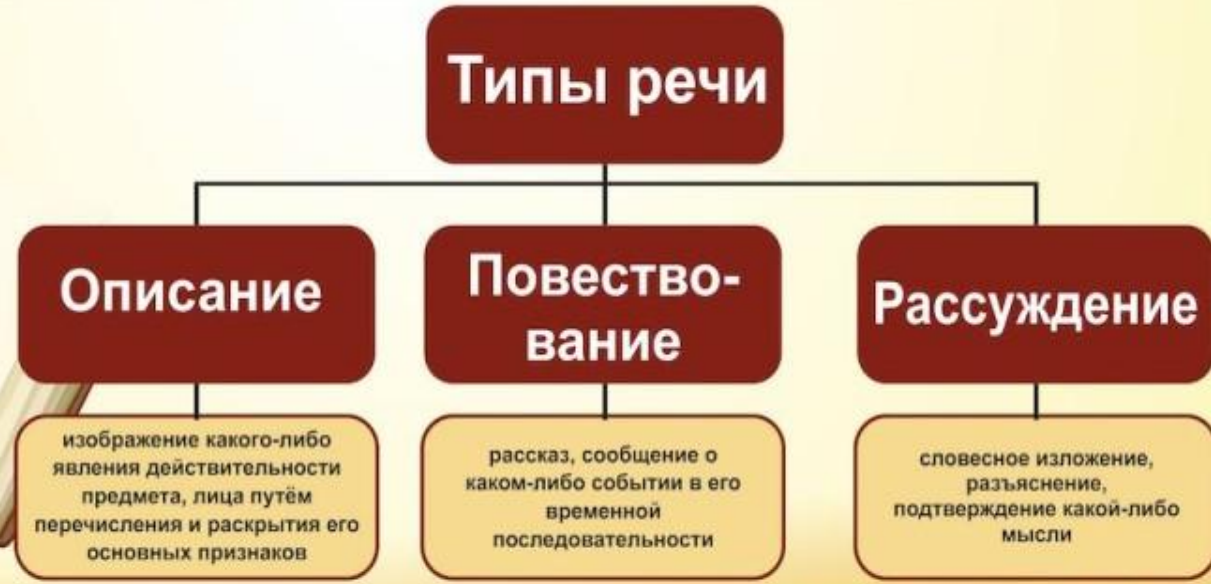 Типы речи
Описание
Повество-
вание
Рассуждение
изображение какого-либо
явления действительности
предмета, лица путём
перечисления и раскрытия его
основных признаков
рассказ, сообщение о
каком-либо событии в его
временной
последовательности
словесное изложение,
разъяснение,
подтверждение какой-либо
мысли